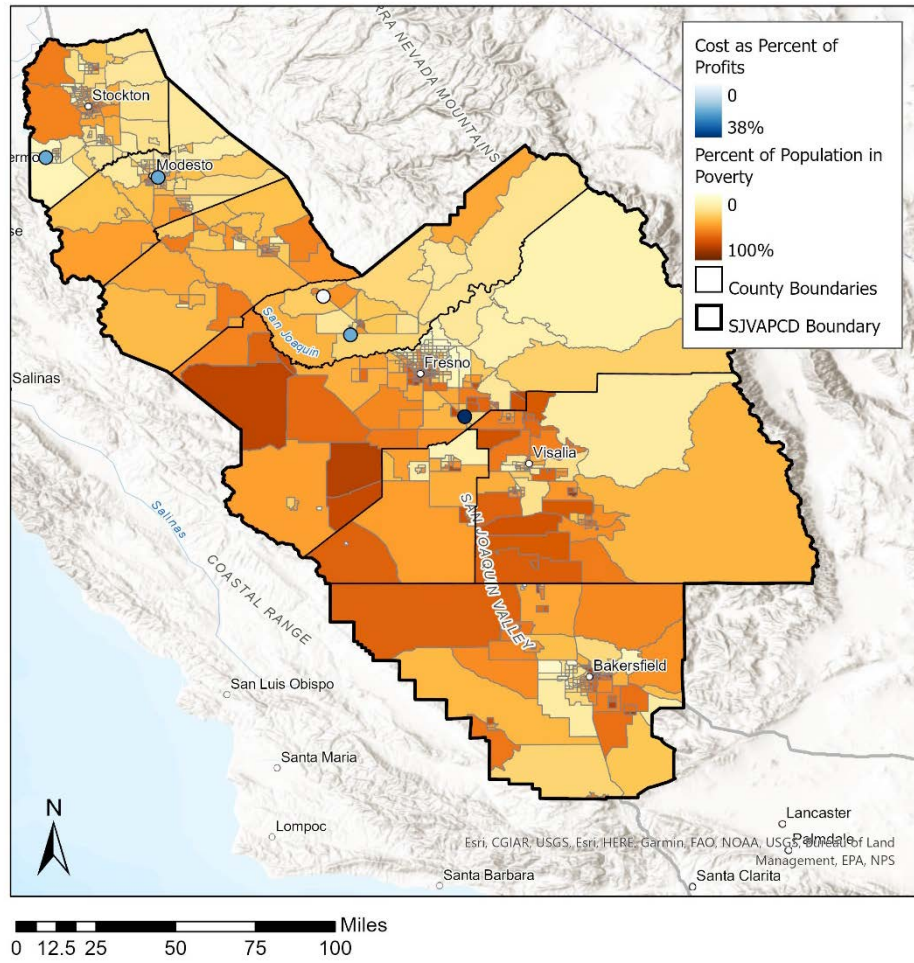 Cost as Percent of
Profits
0
38%
Percent of Population in
Poverty
0
100%
County Boundaries
SJVAPCD Boundary
RRA NEVADA MOUNTAINS
Stockton
ermo
Modesto
se
San Joaquin
Fresno
Salinas
Visalia
Salinas
COASTAL RANGE
SAN JOAQUIN VALLEY
Bakersfield
San Luis Obispo
Santa Maria
Lompoc
Lancaster
Palmdale
Esri, CGIAR, USGS, Esri, HERE, Garmin, FAO, NOAA, USGS, Bureau of Land
Management, EPA, NPS
Santa Barbara
Santa Clarita
N
Miles
0 12.5 25 50 75 100